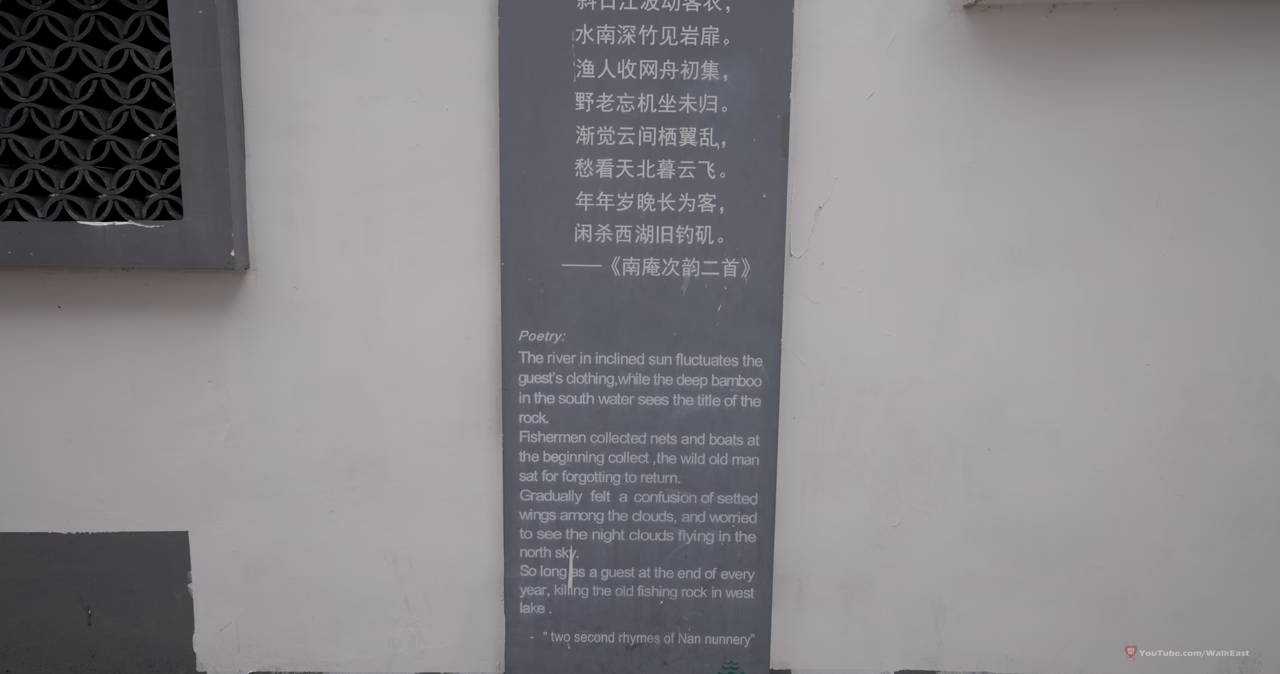 斜日江波动客衣，
水南深竹见岩扉。
渔人收网舟初集，
野老忘机坐未归。
渐觉云间栖翼乱，
愁看天北暮云飞。
年年岁晚长为客，
闲杀西湖旧钓矶。
——《南庵次韵二首》
Poetry:
The river in inclined sun fluctuates the
guest's clothing,while the deep bamboo
in the south water sees the title of the
rock.
Fishermen collected nets and boats at
the beginning collect ,the wild old man
sat for forgotting to return.
Gradually felt a confusion of setted
wings among the clouds, and worried
to see the night clouds flying in the
north sky.
So long as a guest at the end of every
year, killing the old fishing rock in west
lake .
- " two second rhymes of Nan nunnery"
YouTube.com/WalkEast